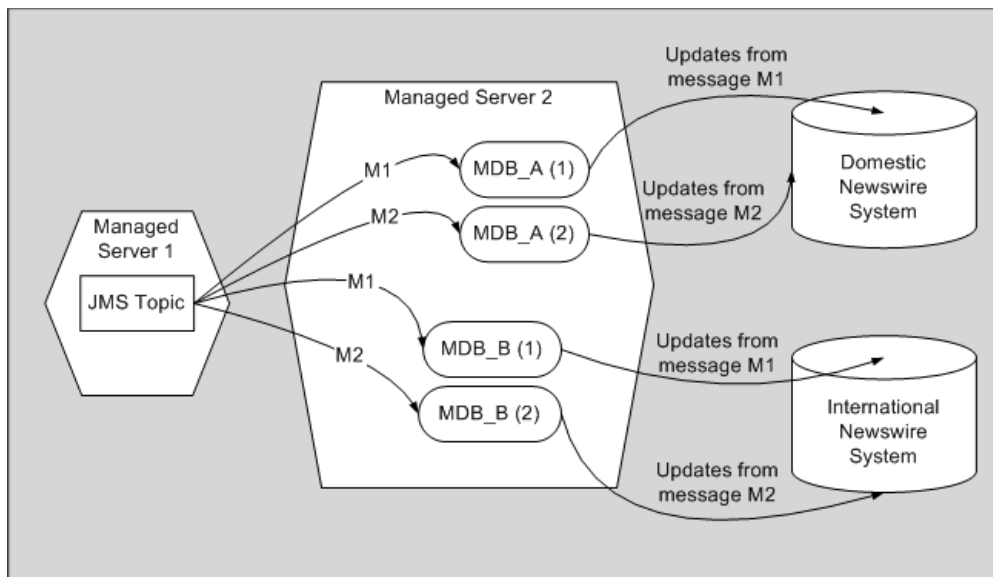 Managed
Server 1
JMS Topic
Managed Server 2
M1
MDB_A (1)
M2
MDB_A (2)
M1
MDB_B (1)
M2
MDB_B (2)
Updates from
message M1
Updates from
message M2
Domestic
Newswire
System
Updates from
message M1
Updates from
message M2
International
Newswire
System